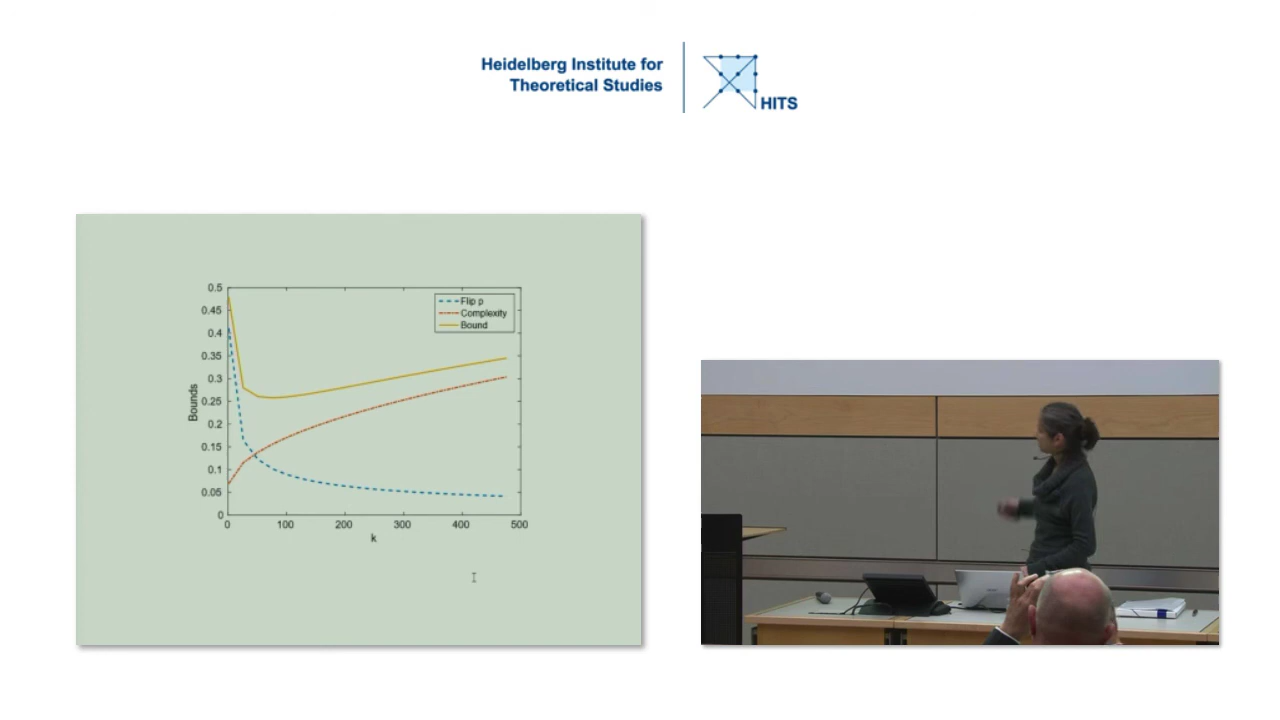 Heidelberg Institute for
Theoretical Studies
HITS
0.5
0.45
0.4
0.35
0.3
0.25
0.2
0.15
0.1
0.05
0
Bounds
Flip p
Complexity
Bound
0 100 200 300 400 500
k